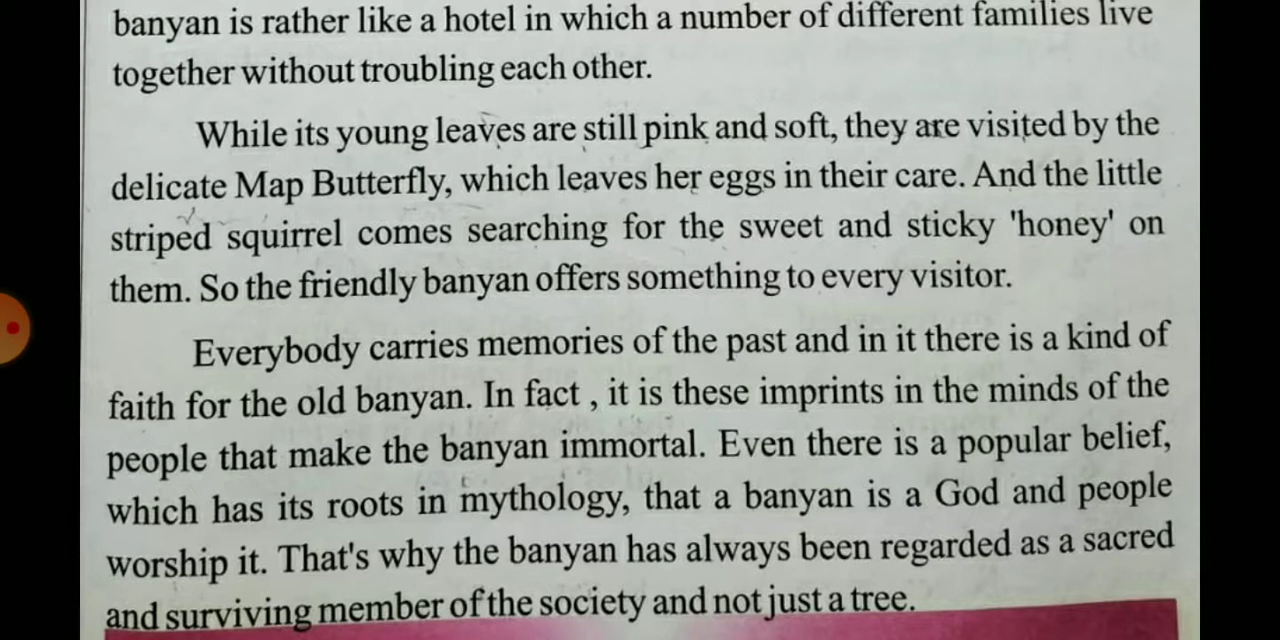 banyan is rather like a hotel in which a number of different families live
together without troubling each other.
While its young leaves are still pink and soft, they are visited by the
delicate Map Butterfly, which leaves her eggs in their care. And the little
striped squirrel comes searching for the sweet and sticky 'honey' on
them. So the friendly banyan offers something to every visitor.
Everybody carries memories of the past and in it there is a kind of
faith for the old banyan. In fact , it is these imprints in the minds of the
people that make the banyan immortal. Even there is a popular belief,
which has its roots in mythology, that a banyan is a God and people
worship it. That's why the banyan has always been regarded as a sacred
and surviving member of the society and not just a tree.